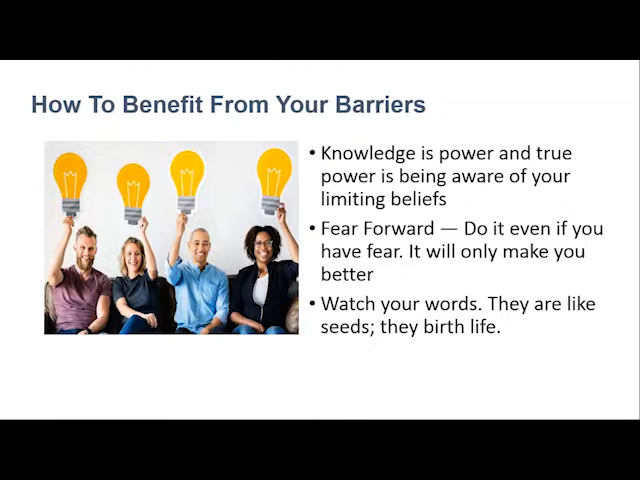 How To Benefit From Your Barriers
• Knowledge is power and true
power is being aware of your
limiting beliefs
• Fear Forward — Do it even if you
have fear. It will only make you
better
• Watch your words. They are like
seeds; they birth life.